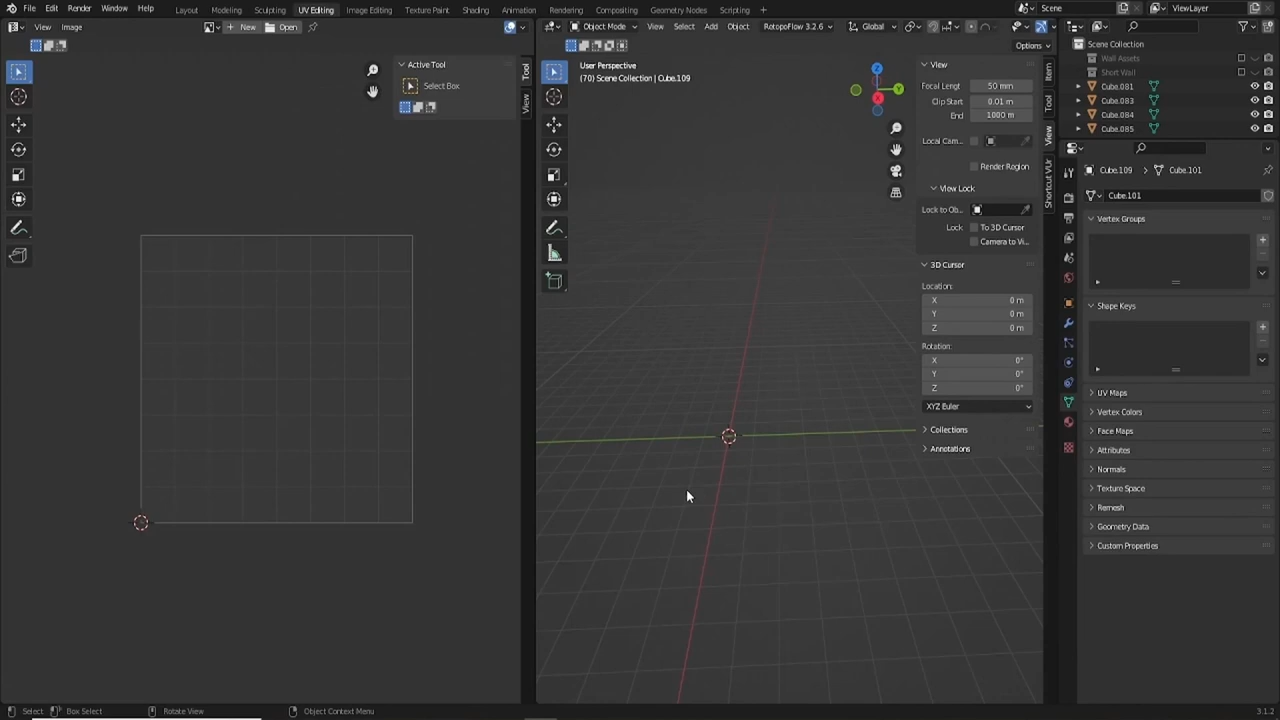 File Edit Render Window Help Layout Modeling Sculpting UV Editing Image Editing Texture Paint Shading Animation Rendering Compositing Geometry Nodes Scripting Scene ViewLayer
View Image New Open
Object Mode View Select Add Object RotopoFlow 3.2.6 Global
Options
Active Tool
Select Box
Tool
View
User Perspective
(70) Scene Collection | Cube.109
Z
Y
X
View
Focal Lengt 50 mm
Clip Start 0.01 m
End 1000 m
Local Cam...
Render Region
View Lock
Lock to Ob...
Lock To 3D Cursor
Camera to Vi...
3D Cursor
Location:
X 0 m
Y 0 m
Z 0 m
Rotation:
X 0°
Y 0°
Z 0°
XYZ Euler
Collections
Annotations
Item
Tool
View
Shortcut VUr
Scene Collection
Wall Assets
Short Wall
Cube.081
Cube.083
Cube.084
Cube.085
Cube.109 Cube.101
Cube.101
Vertex Groups
Shape Keys
UV Maps
Vertex Colors
Face Maps
Attributes
Normals
Texture Space
Remesh
Geometry Data
Custom Properties
Select Box Select Rotate View Object Context Menu 3.1.2